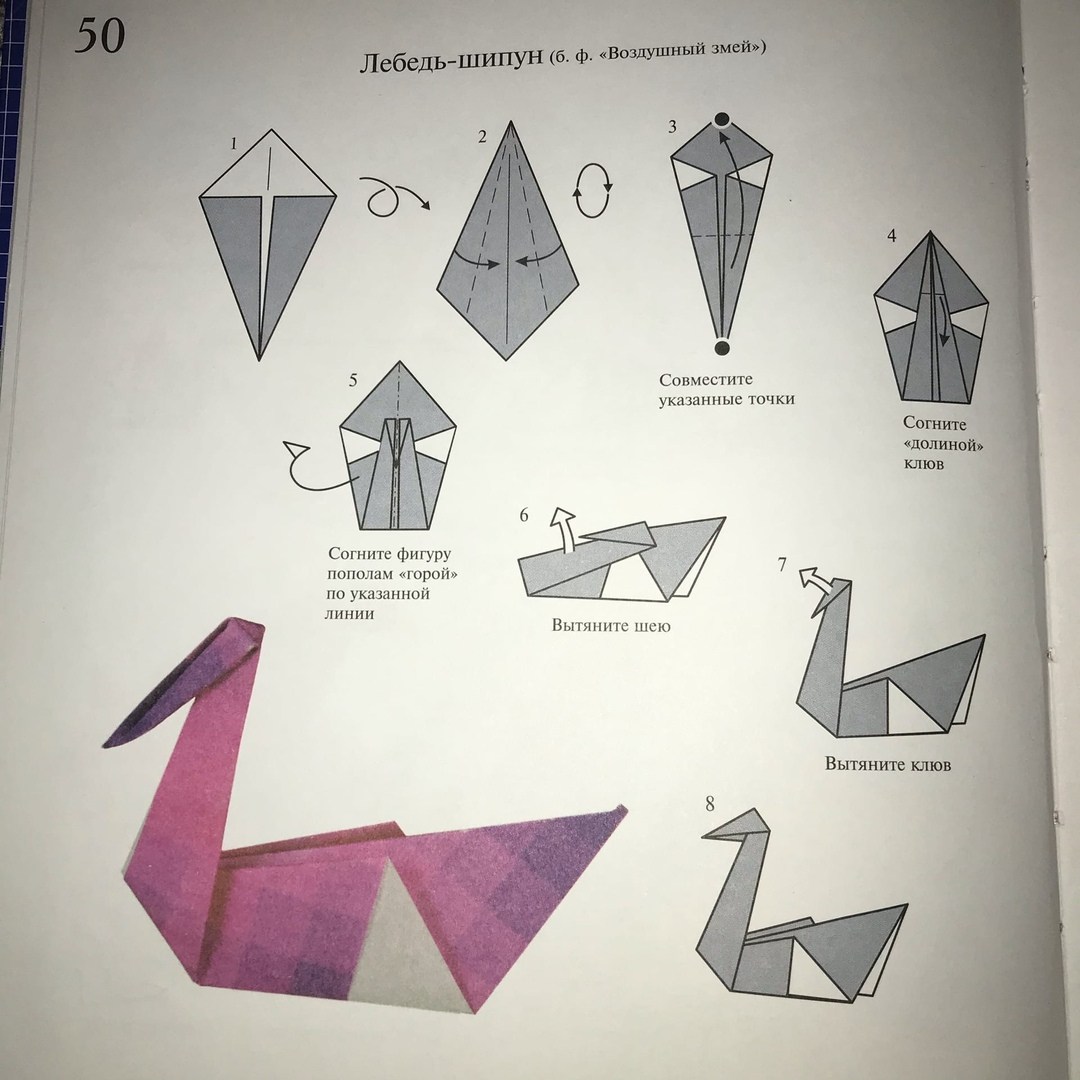 50
Лебедь-шипун (б. ф. «Воздушный змей»)
1
2
3
Совместите
указанные точки
4
Согните
«долиной»
клюв
5
Согните фигуру
пополам «горой»
по указанной
линии
6
Вытяните шею
7
Вытяните клюв
8